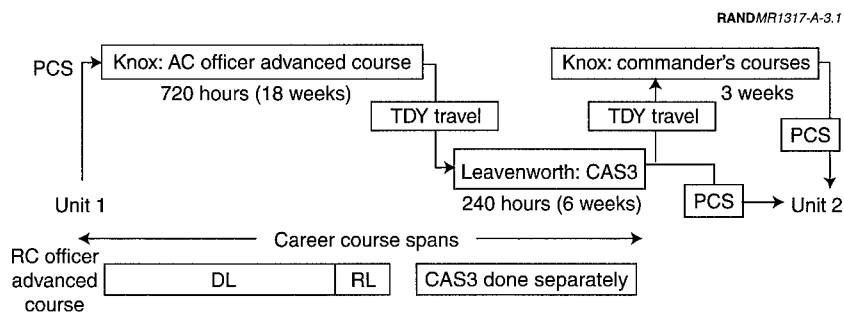 RANDMR1317-A-3.1
PCS
Knox: AC officer advanced course
720 hours (18 weeks)
Knox: commander's courses
3 weeks
TDY travel
TDY travel
PCS
Leavenworth: CAS3
240 hours (6 weeks)
Unit 1
PCS
Unit 2
Career course spans
RC officer
advanced
course
DL
RL
CAS3 done separately